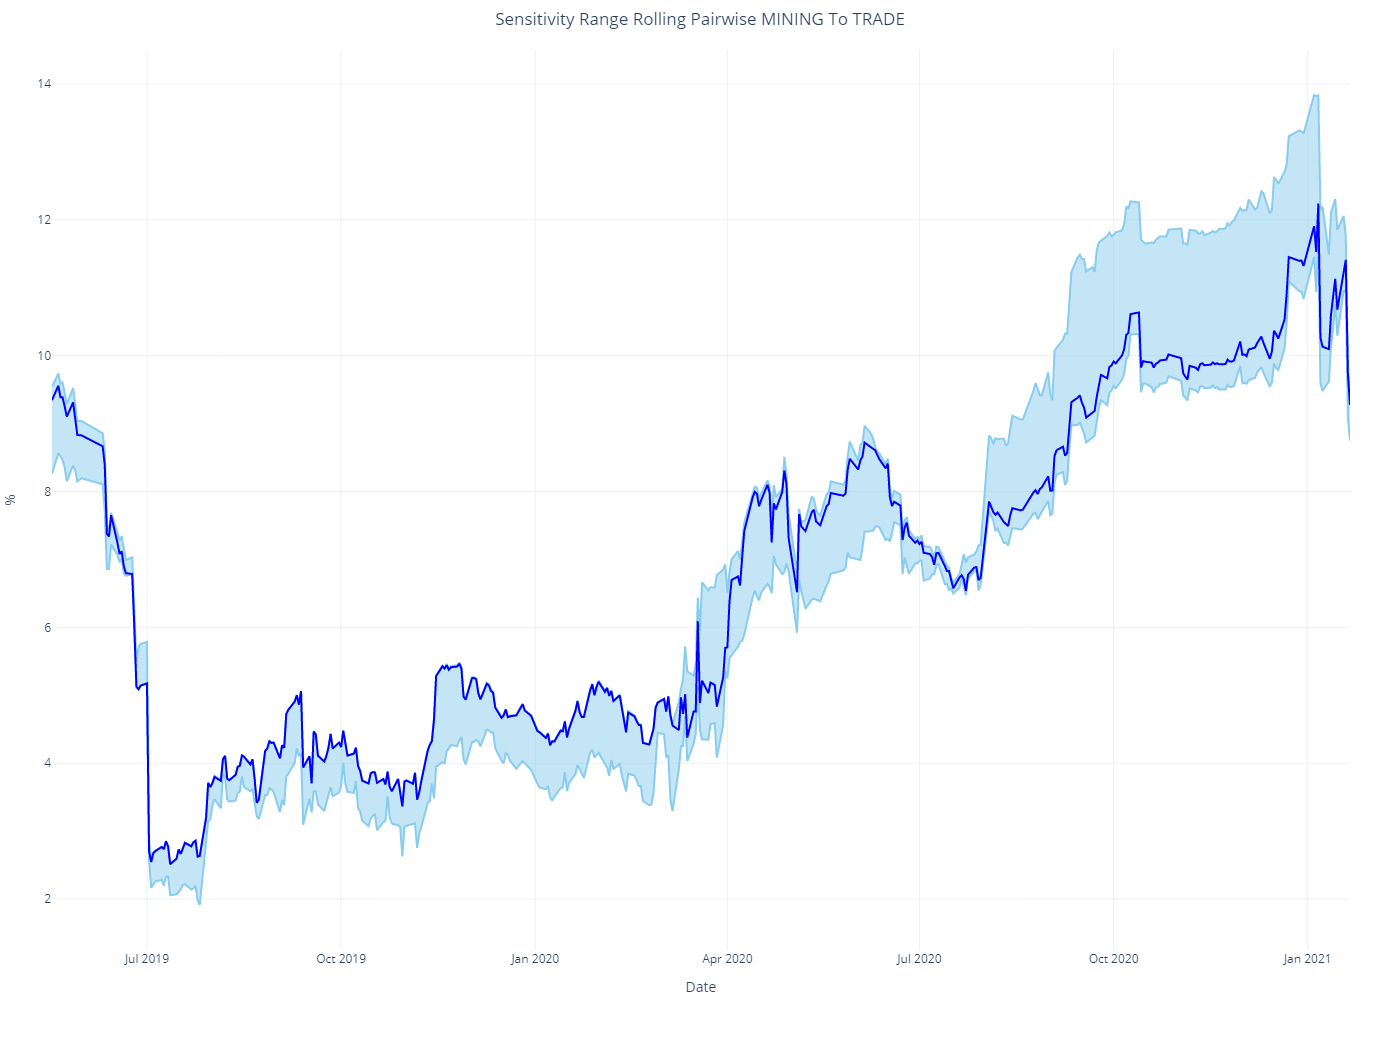 Sensitivity Range Rolling Pairwise MINING To TRADE
14
12
10
8
6
4
2
%
Jul 2019
Oct 2019
Jan 2020
Apr 2020
Jul 2020
Oct 2020
Jan 2021
Date